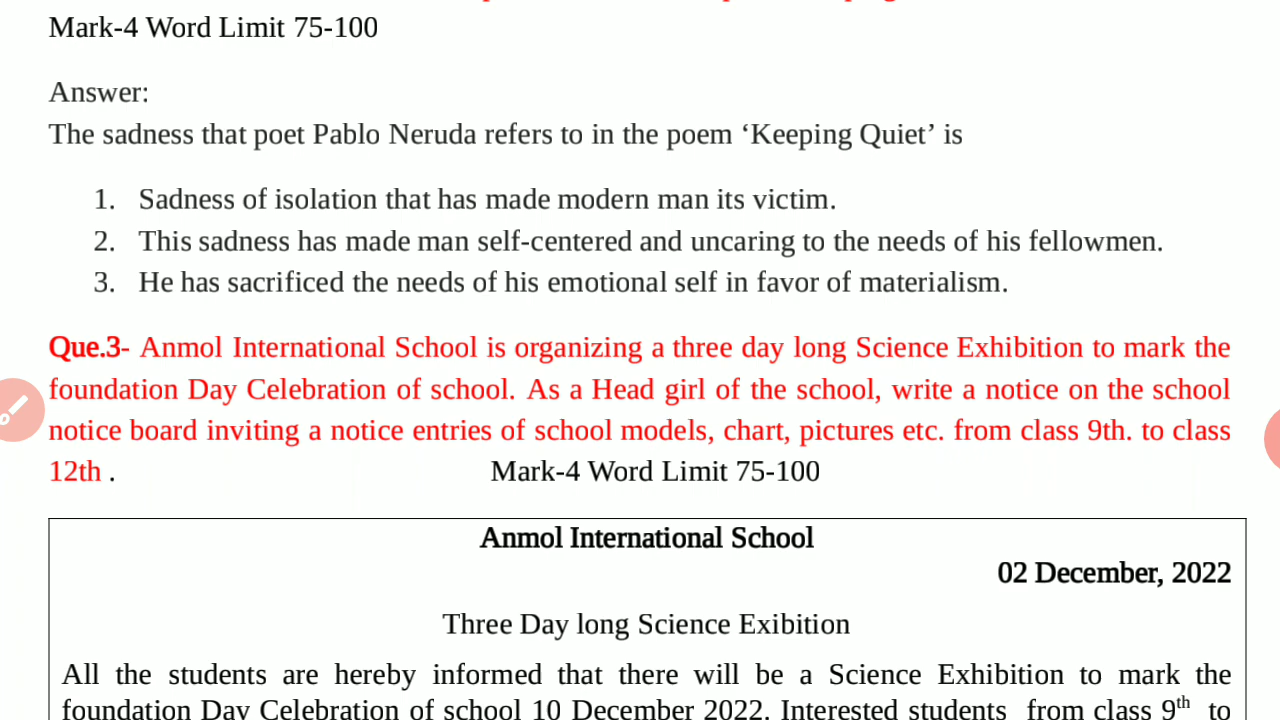 Mark-4 Word Limit 75-100
Answer:
The sadness that poet Pablo Neruda refers to in the poem ‘Keeping Quiet’ is
1. Sadness of isolation that has made modern man its victim.
2. This sadness has made man self-centered and uncaring to the needs of his fellowmen.
3. He has sacrificed the needs of his emotional self in favor of materialism.
Que.3- Anmol International School is organizing a three day long Science Exhibition to mark the
foundation Day Celebration of school. As a Head girl of the school, write a notice on the school
notice board inviting a notice entries of school models, chart, pictures etc. from class 9th. to class
12th . Mark-4 Word Limit 75-100
Anmol International School
02 December, 2022
Three Day long Science Exibition
All the students are hereby informed that there will be a Science Exhibition to mark the
foundation Day Celebration of school 10 December 2022. Interested students from class 9th to